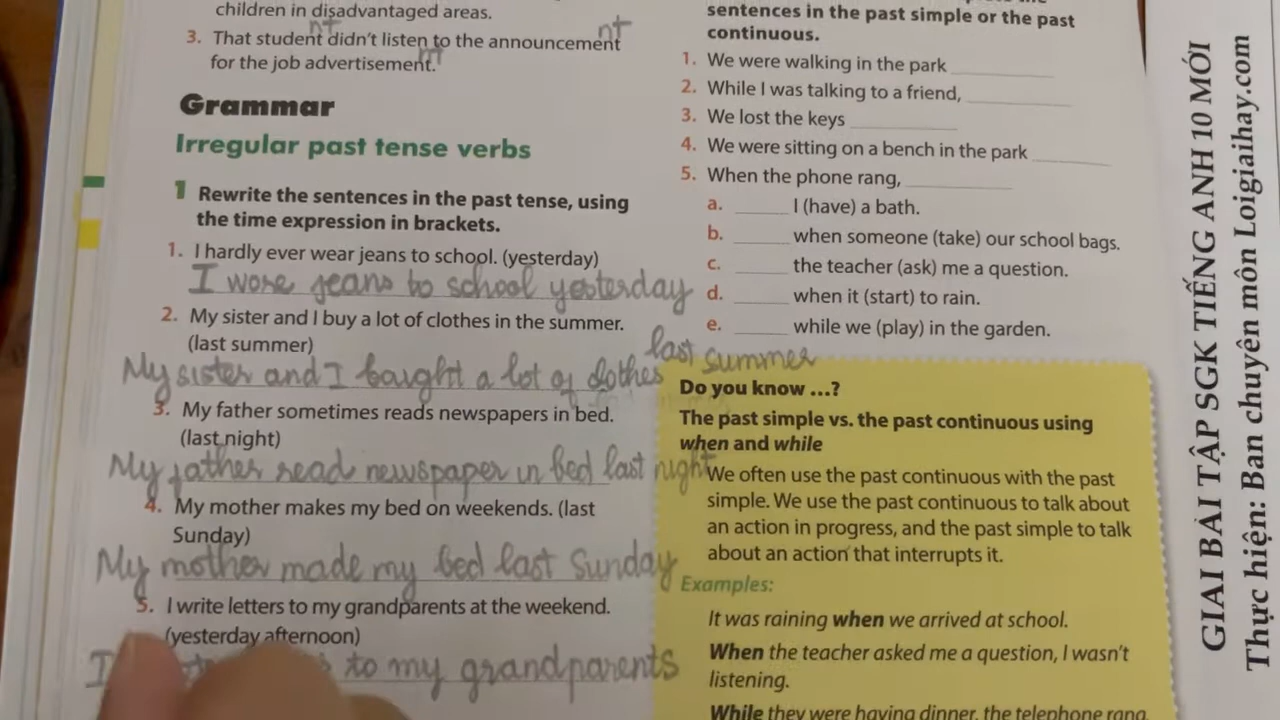 children in disadvantaged areas.
nt nt
3. That student didn't listen to the announcement
nt
for the job advertisement.
Grammar
Irregular past tense verbs
1 Rewrite the sentences in the past tense, using
the time expression in brackets.
1. I hardly ever wear jeans to school. (yesterday)
I wore jeans to school yesterday
2. My sister and I buy a lot of clothes in the summer.
(last summer)
My sister and I bought a lot of clothes last summer
3. My father sometimes reads newspapers in bed.
(last night)
My father read newspaper in bed last night
4. My mother makes my bed on weekends. (last
Sunday)
My mother made my bed last Sunday
5. I write letters to my grandparents at the weekend.
(yesterday afternoon)
I to my grandparents
sentences in the past simple or the past
continuous.
1. We were walking in the park
2. While I was talking to a friend,
3. We lost the keys
4. We were sitting on a bench in the park
5. When the phone rang,
a. I (have) a bath.
b. when someone (take) our school bags.
c. the teacher (ask) me a question.
d. when it (start) to rain.
e. while we (play) in the garden.
Do you know ...?
The past simple vs. the past continuous using
when and while
We often use the past continuous with the past
simple. We use the past continuous to talk about
an action in progress, and the past simple to talk
about an action that interrupts it.
Examples:
It was raining when we arrived at school.
When the teacher asked me a question, I wasn't
listening.
While they were having dinner, the telephone rang.
GIẢI BÀI TẬP SGK TIẾNG ANH 10 MỚI
Thực hiện: Ban chuyên môn Loigiaihay.com